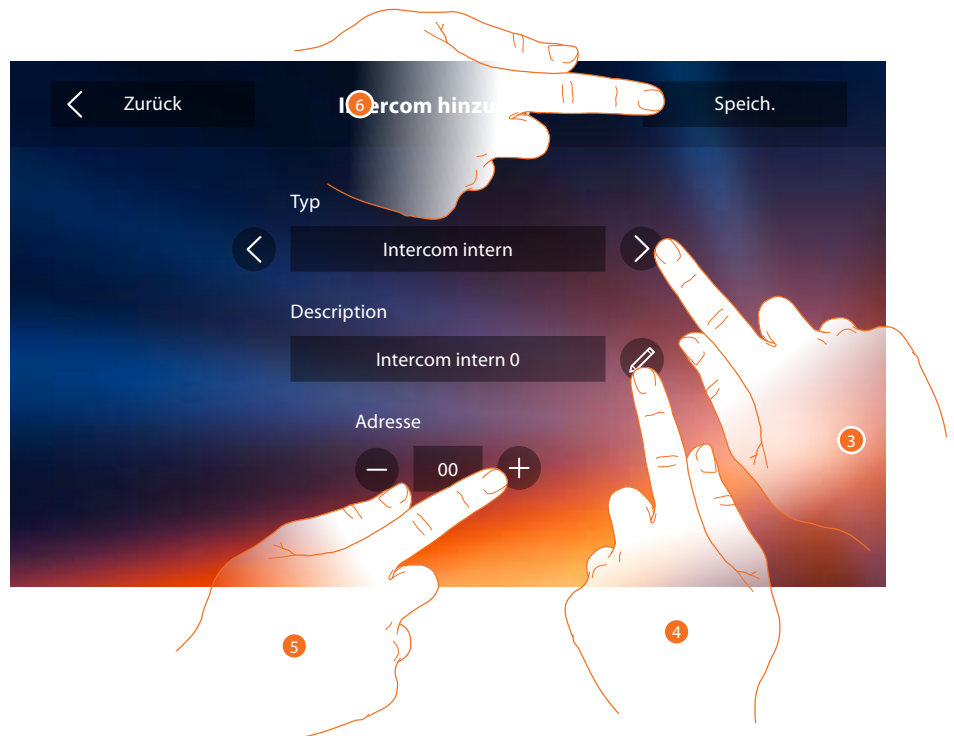 Zurück
Intercom hinzu
6
Speich.
Typ
Intercom intern
Description
Intercom intern 0
Adresse
00
3
4
5